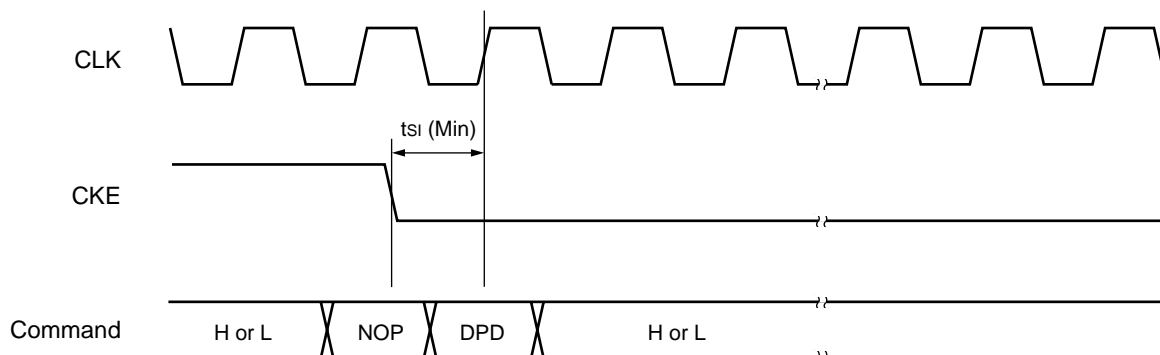 CLK
tSI (Min)
CKE
Command
H or L
NOP
DPD
H or L